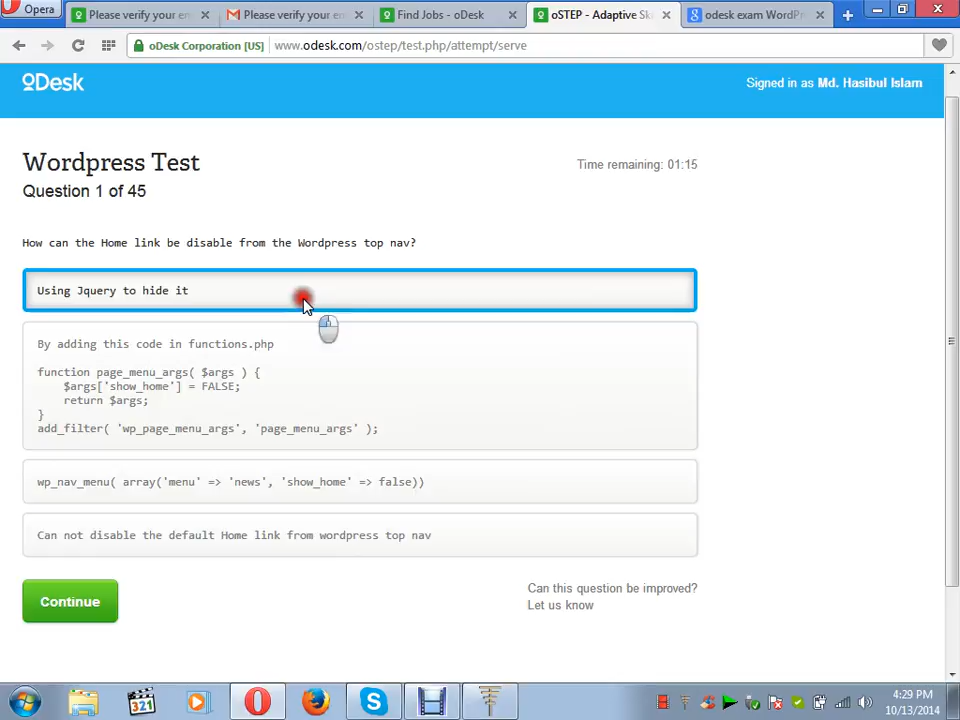 Opera
Please verify your em
Please verify your em
Find Jobs - oDesk
oSTEP - Adaptive Ski
odesk exam WordPr
oDesk Corporation [US]
www.odesk.com/ostep/test.php/attempt/serve
oDesk
Signed in as Md. Hasibul Islam
Wordpress Test
Time remaining: 01:15
Question 1 of 45
How can the Home link be disable from the Wordpress top nav?
Using Jquery to hide it
By adding this code in functions.php
function page_menu_args( $args ) {
$args['show_home'] = FALSE;
return $args;
}
add_filter( 'wp_page_menu_args', 'page_menu_args' );
wp_nav_menu( array('menu' => 'news', 'show_home' => false))
Can not disable the default Home link from wordpress top nav
Continue
Can this question be improved?
Let us know
321
4:29 PM
10/13/2014